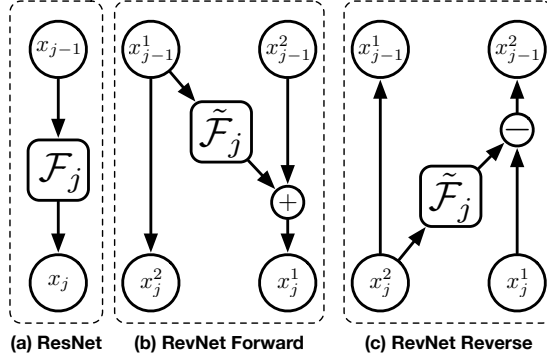 x_{j-1} x^1_{j-1} x^2_{j-1} x^1_{j-1} x^2_{j-1}
F̃_j −
F_j F̃_j
+
x_j x^2_j x^1_j x^2_j x^1_j
(a) ResNet (b) RevNet Forward (c) RevNet Reverse